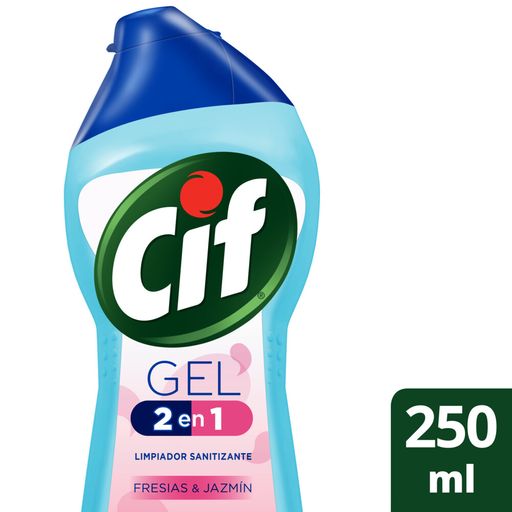 Cif®
GEL
2 en 1
LIMPIADOR SANITIZANTE
FRESIAS & JAZMÍN
250
ml